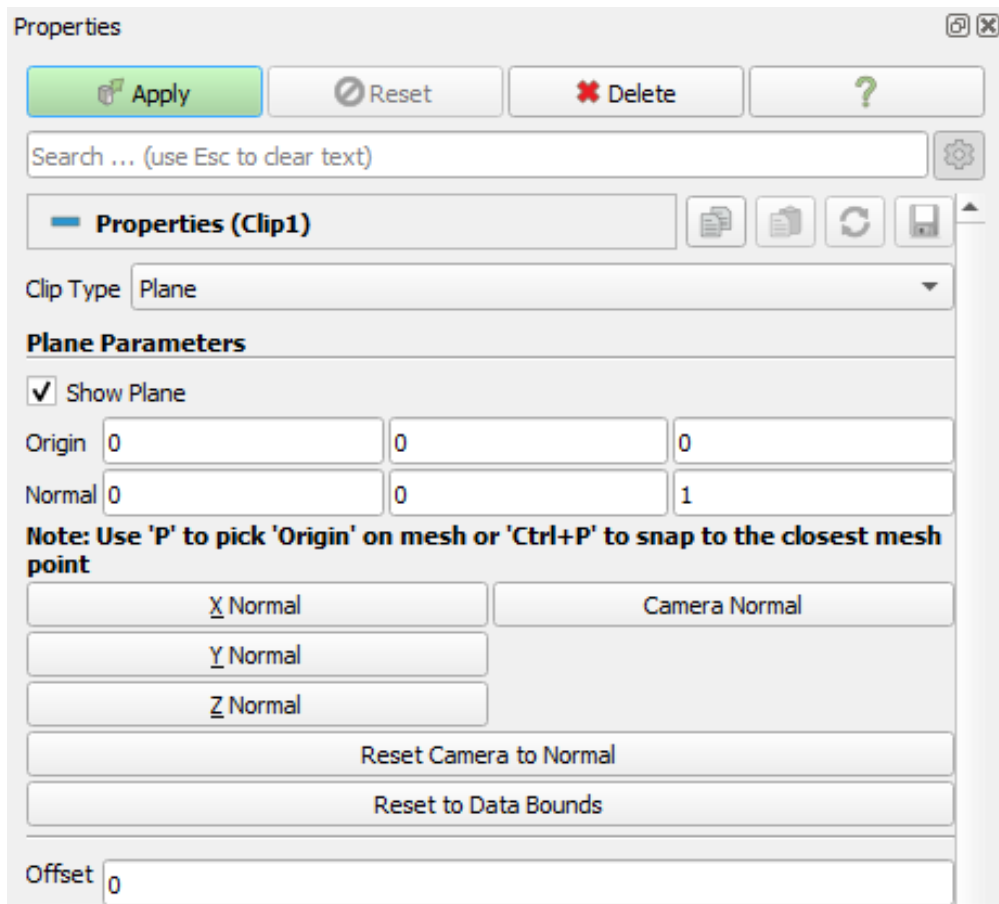 Properties
Apply Reset Delete ?
Search ... (use Esc to clear text)
Properties (Clip1)
Clip Type Plane
Plane Parameters
Show Plane
Origin 0 0 0
Normal 0 0 1
Note: Use 'P' to pick 'Origin' on mesh or 'Ctrl+P' to snap to the closest mesh
point
X Normal Camera Normal
Y Normal
Z Normal
Reset Camera to Normal
Reset to Data Bounds
Offset 0